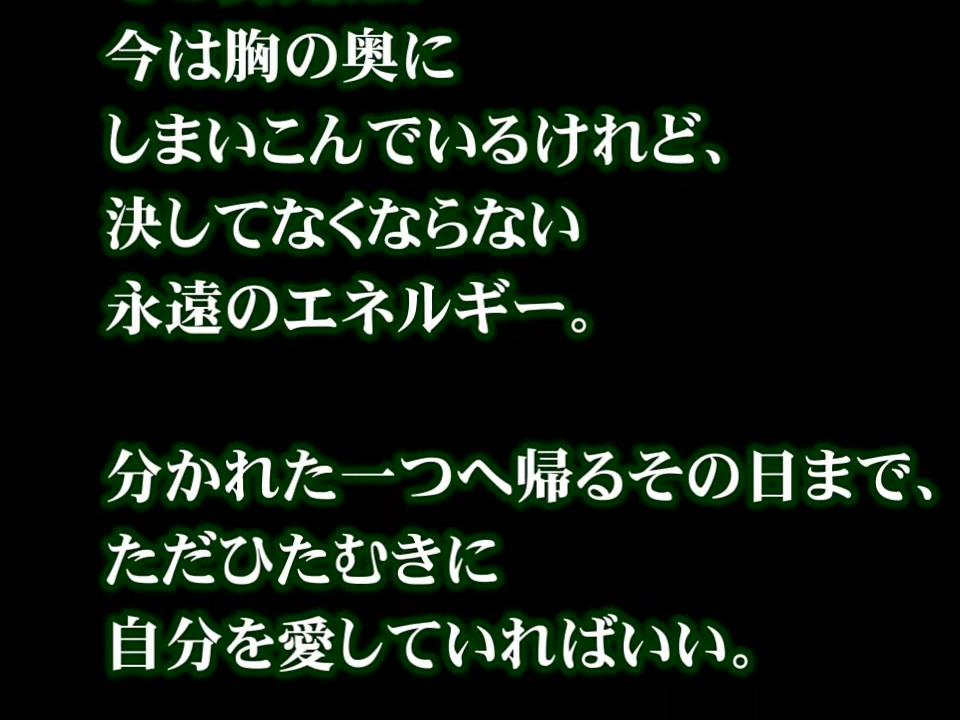 今は胸の奥に
しまいこんでいるけれど、
決してなくならない
永遠のエネルギー。
分かれた一つへ帰るその日まで、
ただひたむきに
自分を愛していればいい。